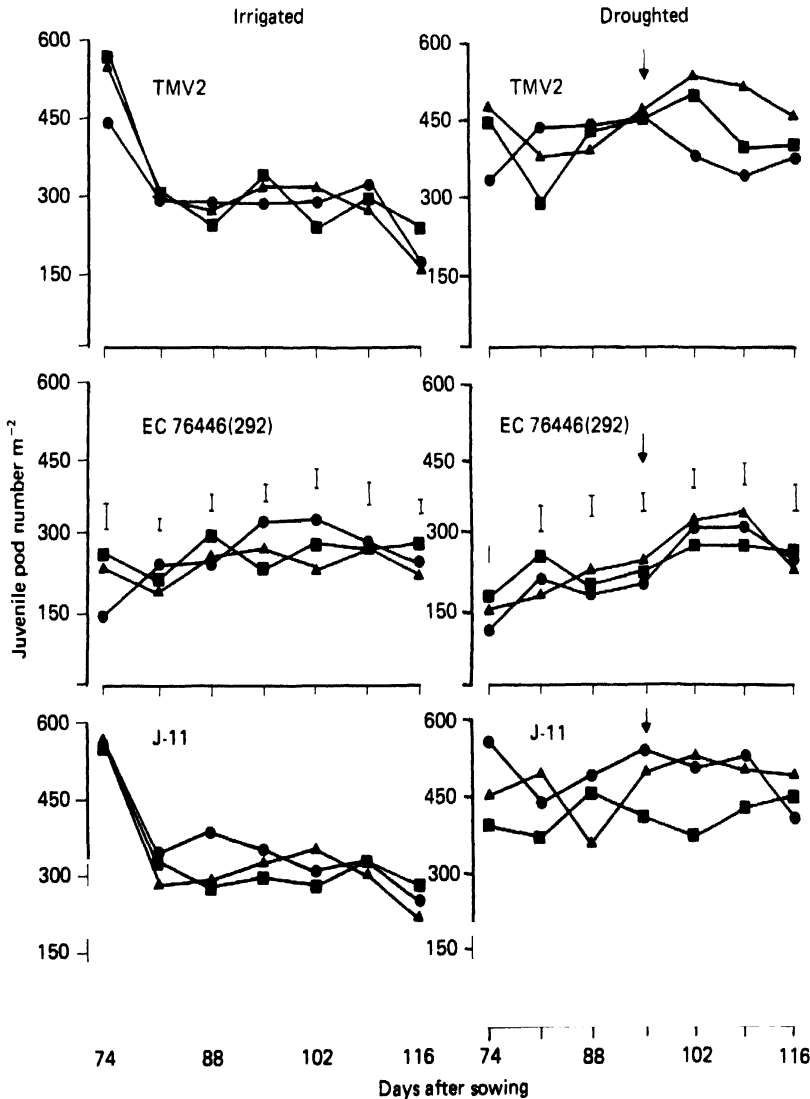 Irrigated
Droughted
600
450
300
150
TMV2
600
450
300
150
TMV2
Juvenile pod number m⁻²
600
450
300
150
EC 76446(292)
600
450
300
150
EC 76446(292)
600
450
300
150
J-11
600
450
300
150
J-11
74 88 102 116
74 88 102 116
Days after sowing